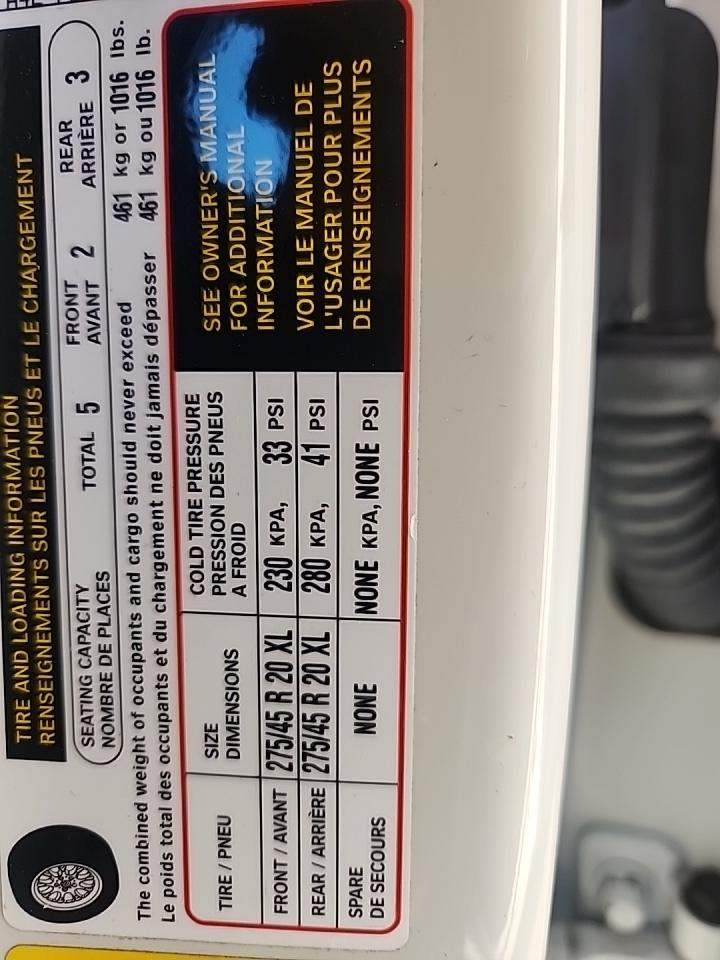 TIRE AND LOADING INFORMATION
RENSEIGNEMENTS SUR LES PNEUS ET LE CHARGEMENT
SEATING CAPACITY
NOMBRE DE PLACES
TOTAL 5
FRONT
AVANT 2
REAR
ARRIÈRE 3
The combined weight of occupants and cargo should never exceed 461 kg or 1016 lbs.
Le poids total des occupants et du chargement ne doit jamais dépasser 461 kg ou 1016 lb.
TIRE / PNEU
SIZE
DIMENSIONS
COLD TIRE PRESSURE
PRESSION DES PNEUS
A FROID
FRONT / AVANT 275/45 R 20 XL 230 KPA, 33 PSI
REAR / ARRIÈRE 275/45 R 20 XL 280 KPA, 41 PSI
SPARE
DE SECOURS
NONE NONE KPA, NONE PSI
SEE OWNER'S MANUAL
FOR ADDITIONAL
INFORMATION
VOIR LE MANUEL DE
L'USAGER POUR PLUS
DE RENSEIGNEMENTS